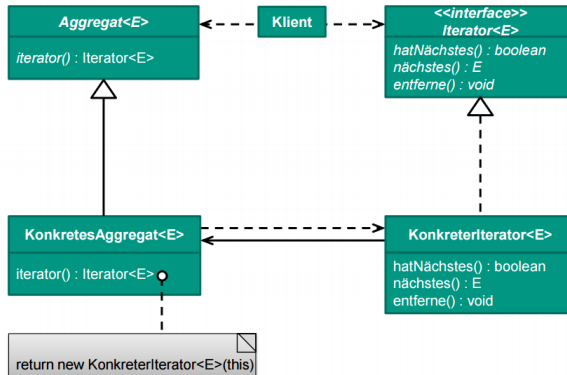 Aggregat<E>
iterator() : Iterator<E>
Klient
<<interface>>
Iterator<E>
hatNächstes() : boolean
nächstes() : E
entferne() : void
KonkretesAggregat<E>
iterator() : Iterator<E>
KonkreterIterator<E>
hatNächstes() : boolean
nächstes() : E
entferne() : void
return new KonkreterIterator<E>(this)